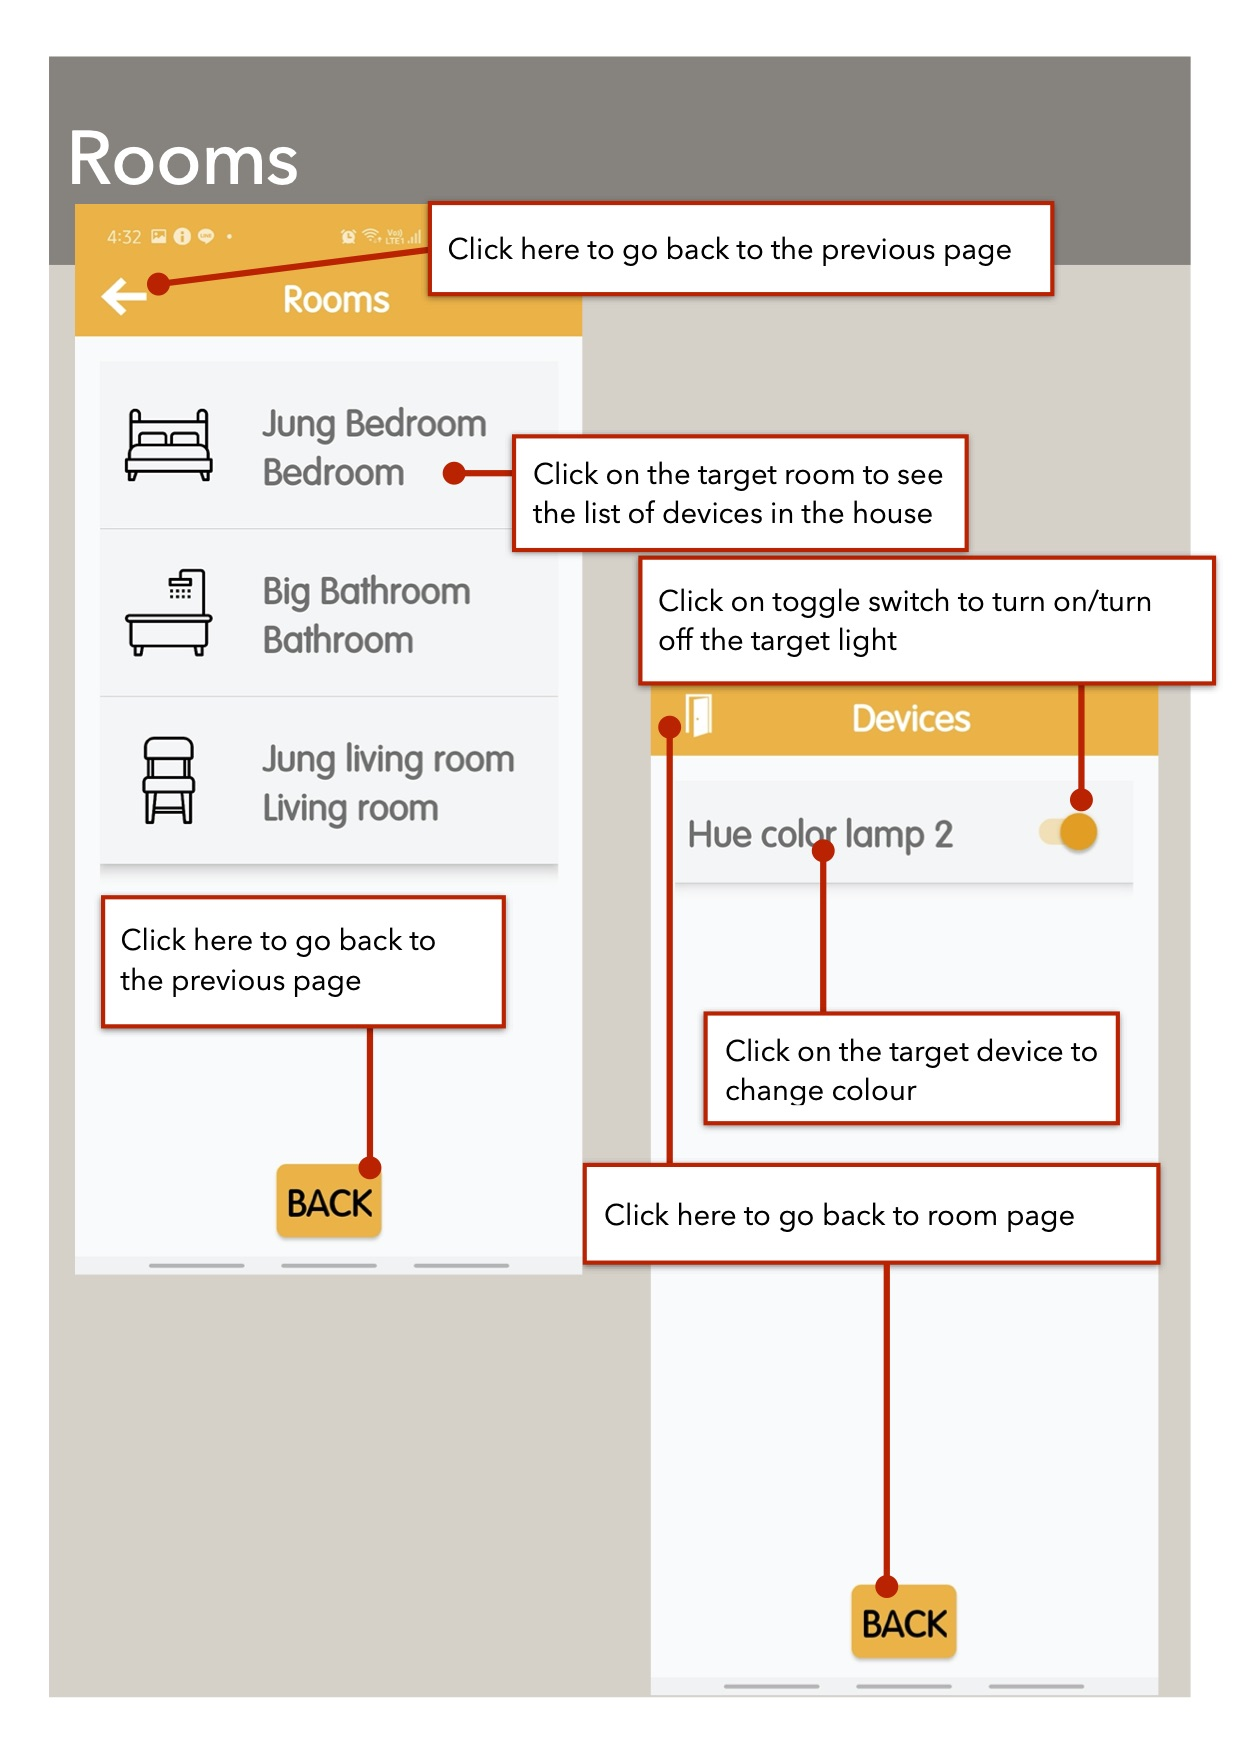 Rooms
4:32
LTE1
Click here to go back to the previous page
Rooms
Jung Bedroom
Bedroom
Click on the target room to see
the list of devices in the house
Big Bathroom
Bathroom
Click on toggle switch to turn on/turn
off the target light
Jung living room
Living room
Devices
Hue color lamp 2
Click here to go back to
the previous page
Click on the target device to
change colour
BACK
Click here to go back to room page
BACK